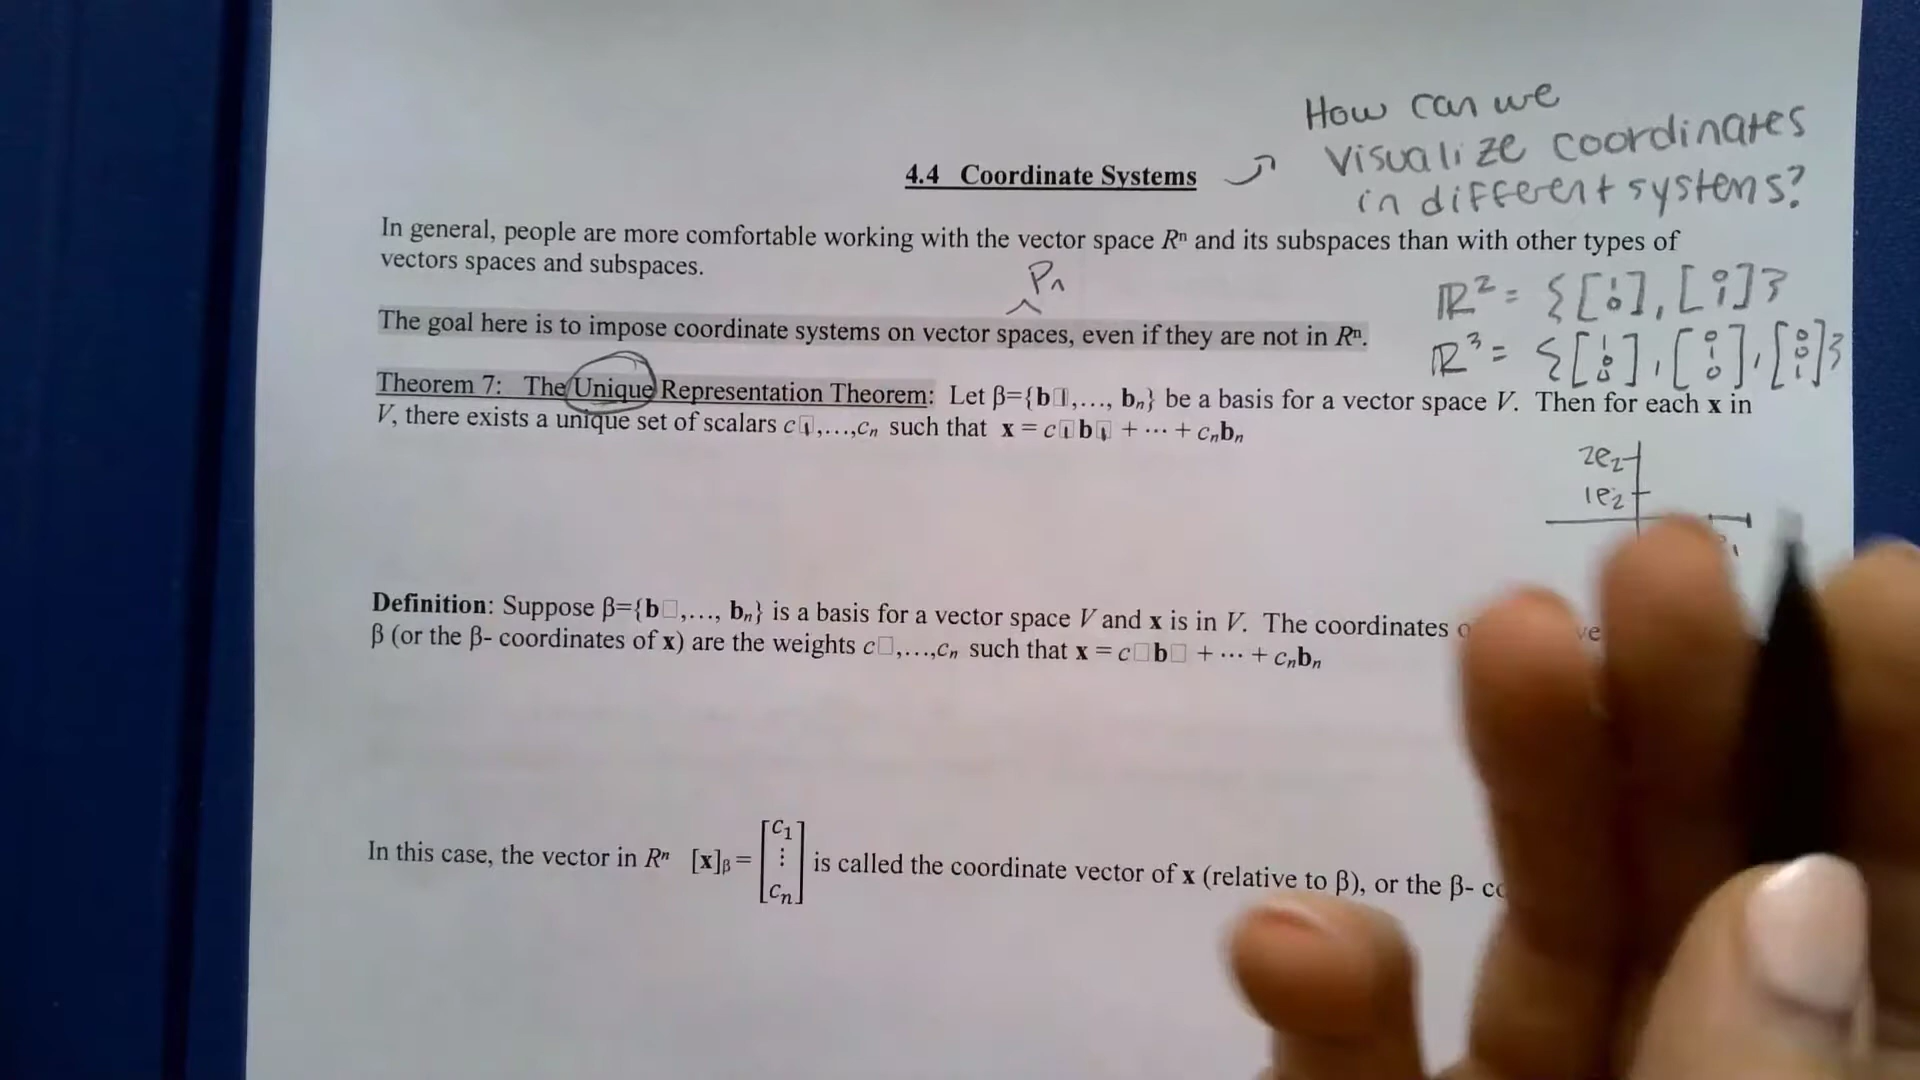 How can we
visualize coordinates
in different systems?
4.4 Coordinate Systems
In general, people are more comfortable working with the vector space Rⁿ and its subspaces than with other types of
vectors spaces and subspaces.
Pn
ℝ² = {[1 0], [0 1]}
The goal here is to impose coordinate systems on vector spaces, even if they are not in Rⁿ.
ℝ³ = {[1 0 0], [0 1 0], [0 0 1]}
Theorem 7: The Unique Representation Theorem: Let β={b₁,…, bₙ} be a basis for a vector space V. Then for each x in
V, there exists a unique set of scalars c₁,…,cₙ such that x = c₁b₁ + ⋯ + cₙbₙ
2e₂
1e₂
Definition: Suppose β={b□,…, bₙ} is a basis for a vector space V and x is in V. The coordinates
β (or the β- coordinates of x) are the weights c□,…,cₙ such that x = c□b□ + ⋯ + cₙbₙ
In this case, the vector in Rⁿ [x]β = [c₁ ⋮ cₙ] is called the coordinate vector of x (relative to β), or the β-